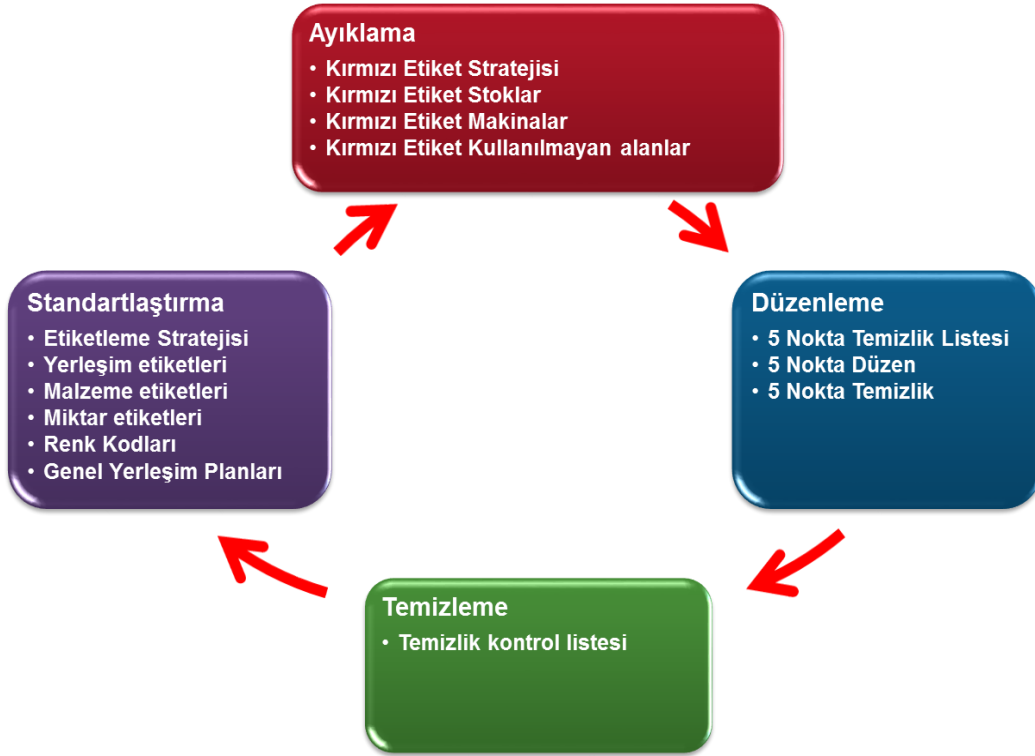 Ayıklama
• Kırmızı Etiket Stratejisi
• Kırmızı Etiket Stoklar
• Kırmızı Etiket Makinalar
• Kırmızı Etiket Kullanılmayan alanlar
Düzenleme
• 5 Nokta Temizlik Listesi
• 5 Nokta Düzen
• 5 Nokta Temizlik
Temizleme
• Temizlik kontrol listesi
Standartlaştırma
• Etiketleme Stratejisi
• Yerleşim etiketleri
• Malzeme etiketleri
• Miktar etiketleri
• Renk Kodları
• Genel Yerleşim Planları